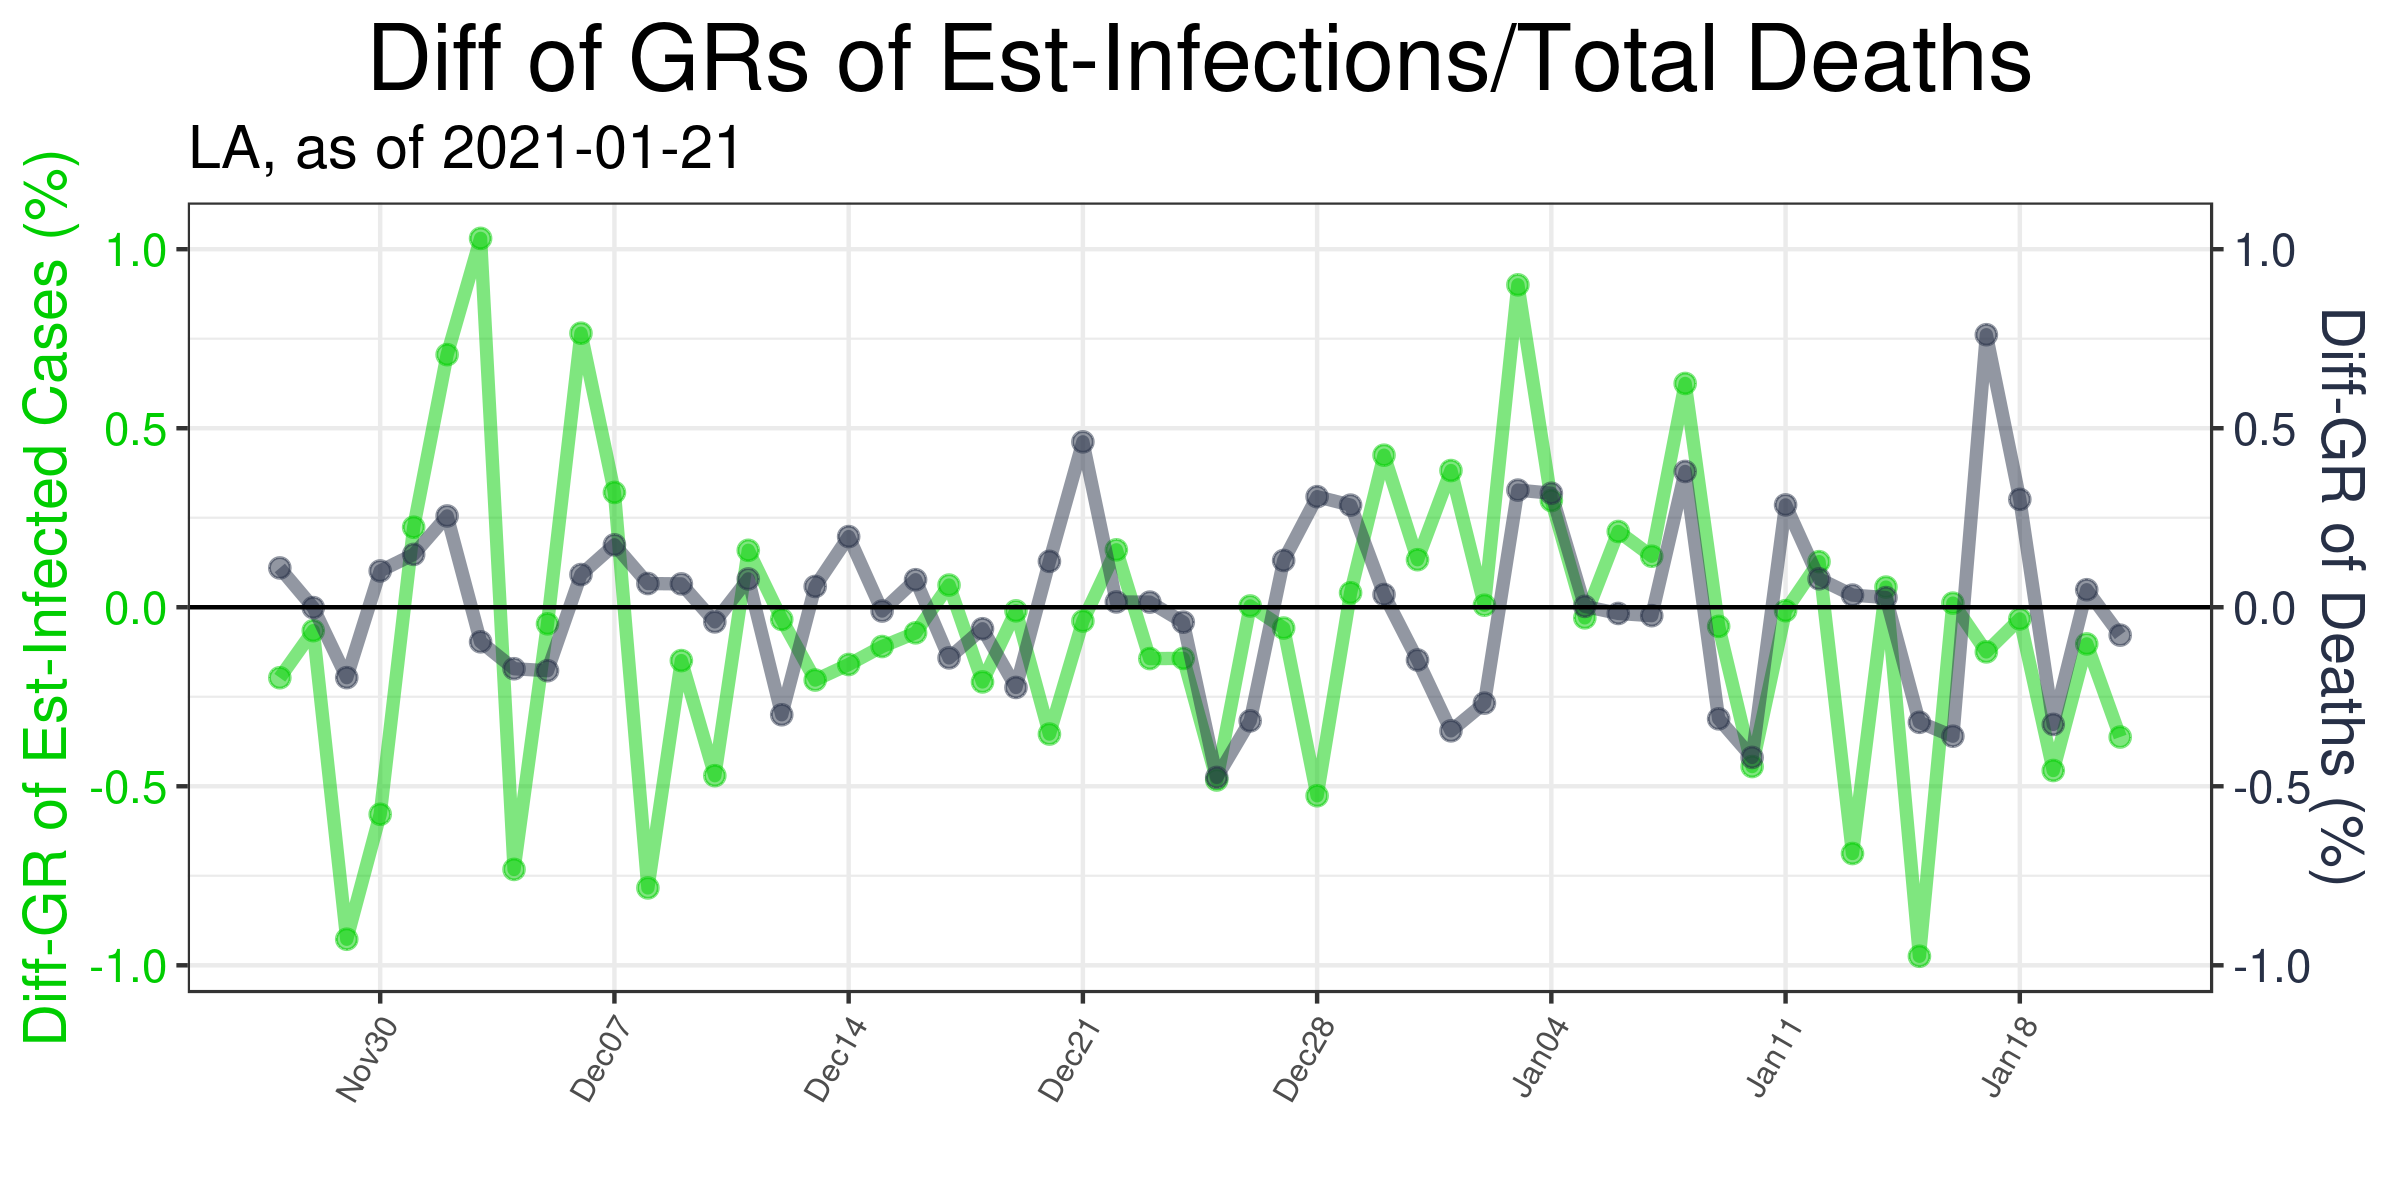 Diff of GRs of Est-Infections/Total Deaths
LA, as of 2021-01-21
Diff-GR of Est-Infected Cases (%)
1.0
0.5
0.0
-0.5
-1.0
1.0
0.5
0.0
-0.5
-1.0
Diff-GR of Deaths (%)
Nov30
Dec07
Dec14
Dec21
Dec28
Jan04
Jan11
Jan18